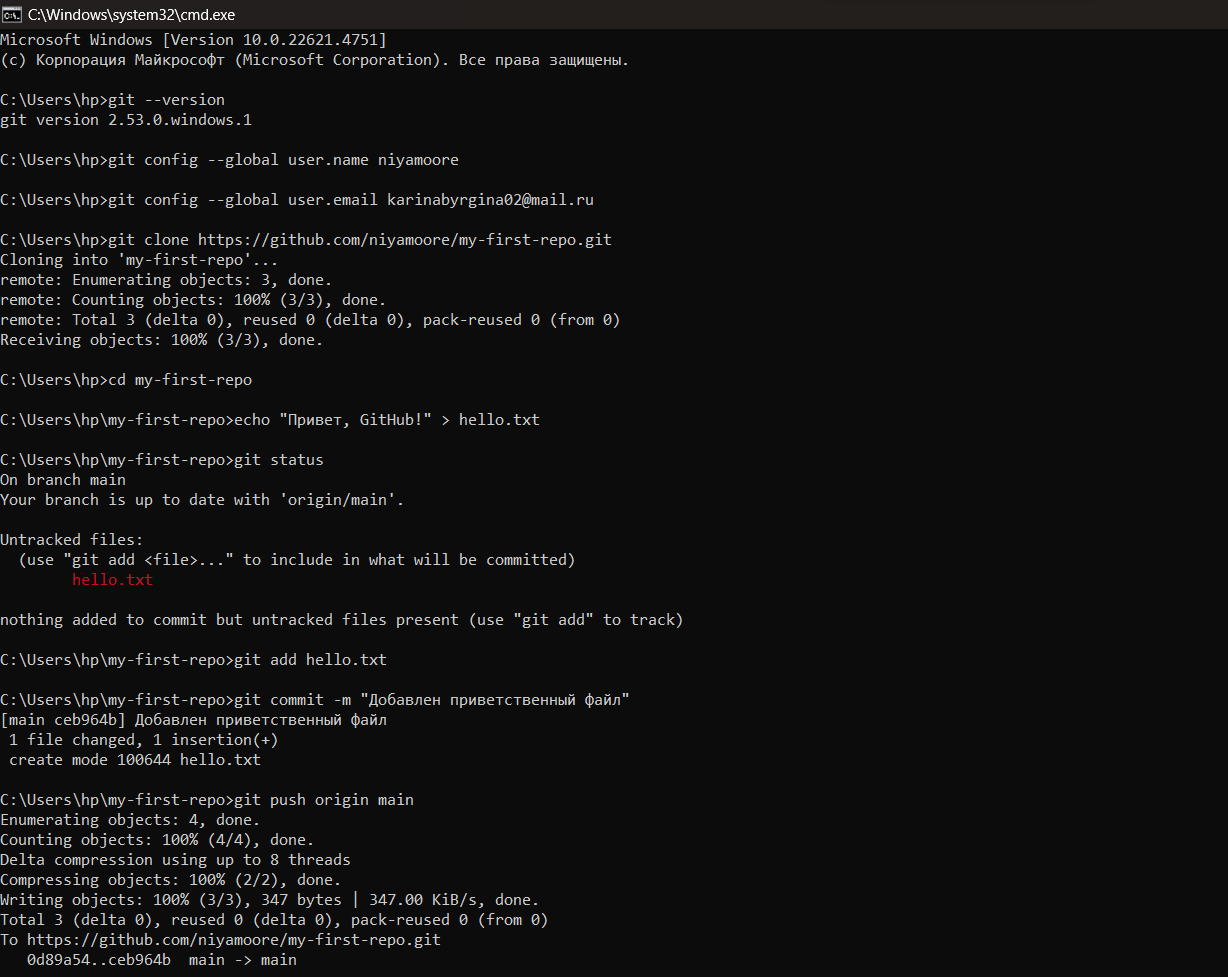 C:\Windows\system32\cmd.exe
Microsoft Windows [Version 10.0.22621.4751]
(c) Корпорация Майкрософт (Microsoft Corporation). Все права защищены.
C:\Users\hp>git --version
git version 2.53.0.windows.1
C:\Users\hp>git config --global user.name niyamoore
C:\Users\hp>git config --global user.email karinabyrgina02@mail.ru
C:\Users\hp>git clone https://github.com/niyamoore/my-first-repo.git
Cloning into 'my-first-repo'...
remote: Enumerating objects: 3, done.
remote: Counting objects: 100% (3/3), done.
remote: Total 3 (delta 0), reused 0 (delta 0), pack-reused 0 (from 0)
Receiving objects: 100% (3/3), done.
C:\Users\hp>cd my-first-repo
C:\Users\hp\my-first-repo>echo "Привет, GitHub!" > hello.txt
C:\Users\hp\my-first-repo>git status
On branch main
Your branch is up to date with 'origin/main'.
Untracked files:
  (use "git add <file>..." to include in what will be committed)
        hello.txt
nothing added to commit but untracked files present (use "git add" to track)
C:\Users\hp\my-first-repo>git add hello.txt
C:\Users\hp\my-first-repo>git commit -m "Добавлен приветственный файл"
[main ceb964b] Добавлен приветственный файл
 1 file changed, 1 insertion(+)
 create mode 100644 hello.txt
C:\Users\hp\my-first-repo>git push origin main
Enumerating objects: 4, done.
Counting objects: 100% (4/4), done.
Delta compression using up to 8 threads
Compressing objects: 100% (2/2), done.
Writing objects: 100% (3/3), 347 bytes | 347.00 KiB/s, done.
Total 3 (delta 0), reused 0 (delta 0), pack-reused 0 (from 0)
To https://github.com/niyamoore/my-first-repo.git
   0d89a54..ceb964b  main -> main